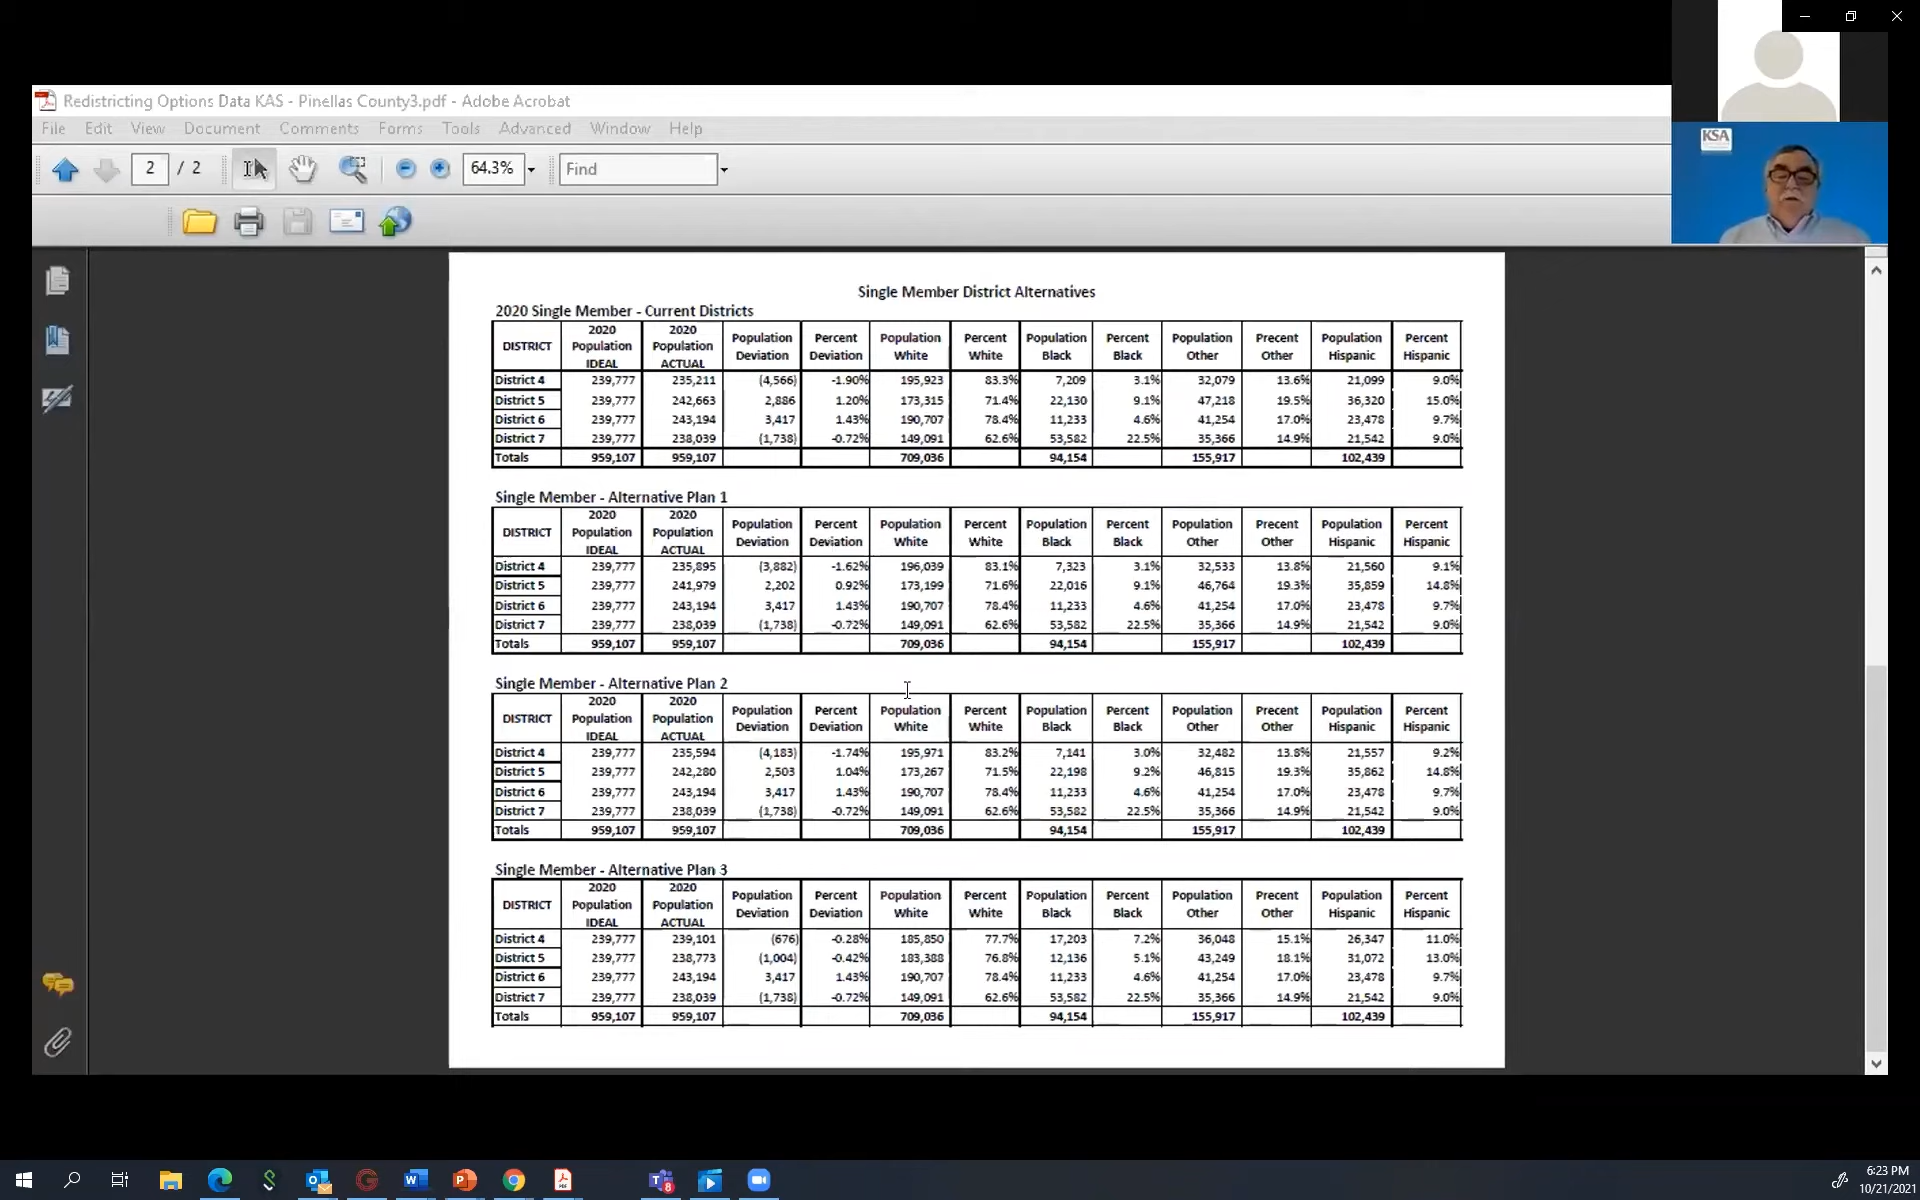 Redistricting Options Data KAS - Pinellas County3.pdf - Adobe Acrobat
File Edit View Document Comments Forms Tools Advanced Window Help
2 / 2 64.3% Find
KSA
Single Member District Alternatives
2020 Single Member - Current Districts
DISTRICT 2020 Population IDEAL 2020 Population ACTUAL Population Deviation Percent Deviation Population White Percent White Population Black Percent Black Population Other Precent Other Population Hispanic Percent Hispanic
District 4 239,777 235,211 (4,566) -1.90% 195,923 83.3% 7,209 3.1% 32,079 13.6% 21,099 9.0%
District 5 239,777 242,663 2,886 1.20% 173,315 71.4% 22,130 9.1% 47,218 19.5% 36,320 15.0%
District 6 239,777 243,194 3,417 1.43% 190,707 78.4% 11,233 4.6% 41,254 17.0% 23,478 9.7%
District 7 239,777 238,039 (1,738) -0.72% 149,091 62.6% 53,582 22.5% 35,366 14.9% 21,542 9.0%
Totals 959,107 959,107 709,036 94,154 155,917 102,439
Single Member - Alternative Plan 1
DISTRICT 2020 Population IDEAL 2020 Population ACTUAL Population Deviation Percent Deviation Population White Percent White Population Black Percent Black Population Other Precent Other Population Hispanic Percent Hispanic
District 4 239,777 235,895 (3,882) -1.62% 196,039 83.1% 7,323 3.1% 32,533 13.8% 21,560 9.1%
District 5 239,777 241,979 2,202 0.92% 173,199 71.6% 22,016 9.1% 46,764 19.3% 35,859 14.8%
District 6 239,777 243,194 3,417 1.43% 190,707 78.4% 11,233 4.6% 41,254 17.0% 23,478 9.7%
District 7 239,777 238,039 (1,738) -0.72% 149,091 62.6% 53,582 22.5% 35,366 14.9% 21,542 9.0%
Totals 959,107 959,107 709,036 94,154 155,917 102,439
Single Member - Alternative Plan 2
DISTRICT 2020 Population IDEAL 2020 Population ACTUAL Population Deviation Percent Deviation Population White Percent White Population Black Percent Black Population Other Precent Other Population Hispanic Percent Hispanic
District 4 239,777 235,594 (4,183) -1.74% 195,971 83.2% 7,141 3.0% 32,482 13.8% 21,557 9.2%
District 5 239,777 242,280 2,503 1.04% 173,267 71.5% 22,198 9.2% 46,815 19.3% 35,862 14.8%
District 6 239,777 243,194 3,417 1.43% 190,707 78.4% 11,233 4.6% 41,254 17.0% 23,478 9.7%
District 7 239,777 238,039 (1,738) -0.72% 149,091 62.6% 53,582 22.5% 35,366 14.9% 21,542 9.0%
Totals 959,107 959,107 709,036 94,154 155,917 102,439
Single Member - Alternative Plan 3
DISTRICT 2020 Population IDEAL 2020 Population ACTUAL Population Deviation Percent Deviation Population White Percent White Population Black Percent Black Population Other Precent Other Population Hispanic Percent Hispanic
District 4 239,777 239,101 (676) -0.28% 185,850 77.7% 17,203 7.2% 36,048 15.1% 26,347 11.0%
District 5 239,777 238,773 (1,004) -0.42% 183,388 76.8% 12,136 5.1% 43,249 18.1% 31,072 13.0%
District 6 239,777 243,194 3,417 1.43% 190,707 78.4% 11,233 4.6% 41,254 17.0% 23,478 9.7%
District 7 239,777 238,039 (1,738) -0.72% 149,091 62.6% 53,582 22.5% 35,366 14.9% 21,542 9.0%
Totals 959,107 959,107 709,036 94,154 155,917 102,439
6:23 PM
10/21/2021